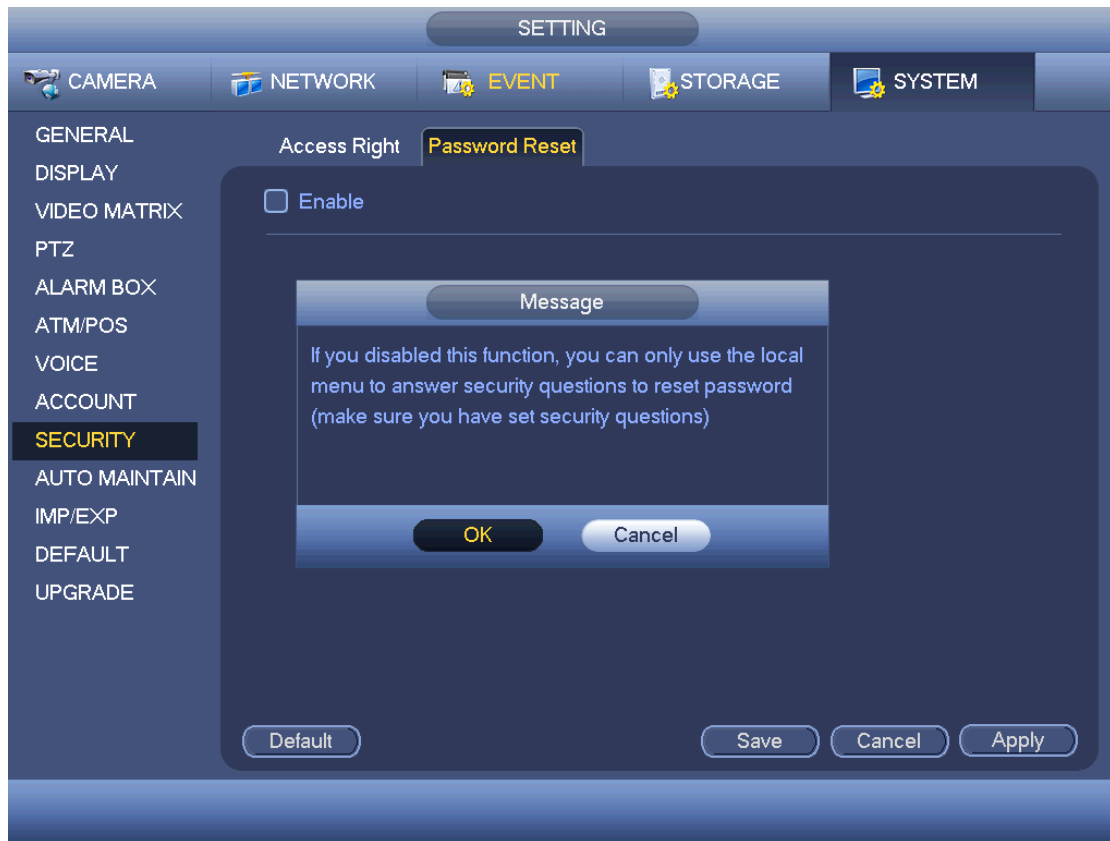 SETTING
CAMERA NETWORK EVENT STORAGE SYSTEM
GENERAL
DISPLAY
VIDEO MATRIX
PTZ
ALARM BOX
ATM/POS
VOICE
ACCOUNT
SECURITY
AUTO MAINTAIN
IMP/EXP
DEFAULT
UPGRADE
Access Right Password Reset
Enable
Message
If you disabled this function, you can only use the local
menu to answer security questions to reset password
(make sure you have set security questions)
OK Cancel
Default Save Cancel Apply